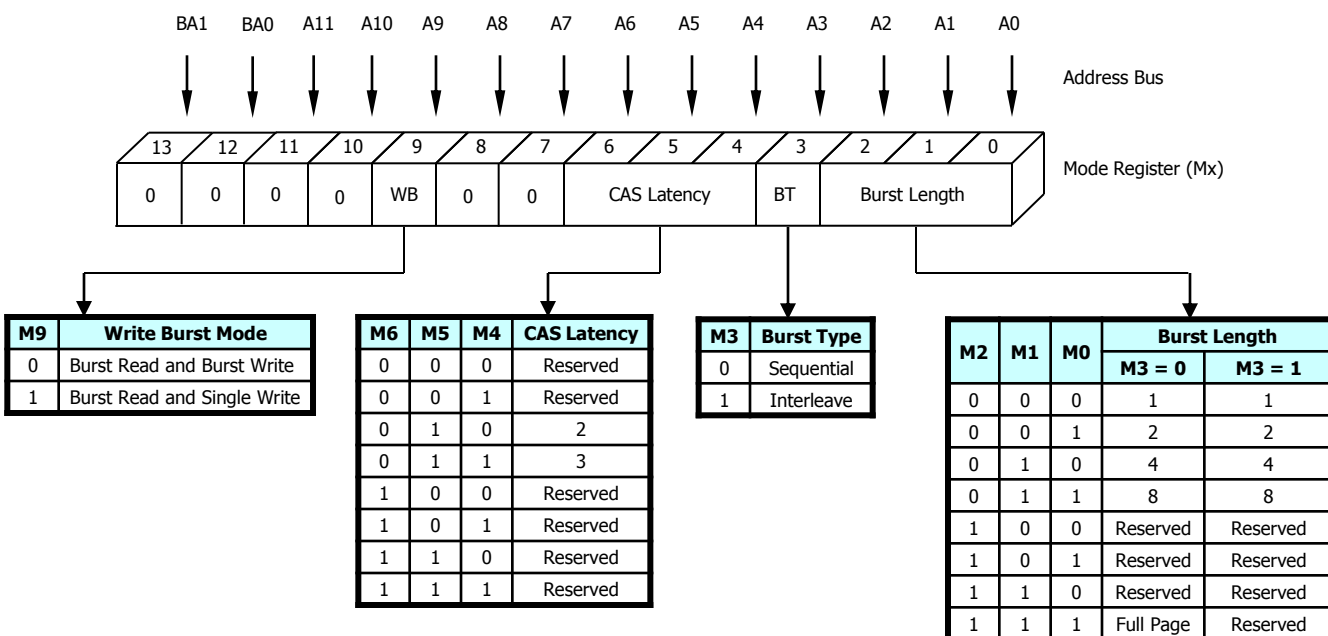 BA1 BA0 A11 A10 A9 A8 A7 A6 A5 A4 A3 A2 A1 A0
Address Bus
13 12 11 10 9 8 7 6 5 4 3 2 1 0
Mode Register (Mx)
0 0 0 0 WB 0 0 CAS Latency BT Burst Length
M9 Write Burst Mode
0 Burst Read and Burst Write
1 Burst Read and Single Write
M6 M5 M4 CAS Latency
0 0 0 Reserved
0 0 1 Reserved
0 1 0 2
0 1 1 3
1 0 0 Reserved
1 0 1 Reserved
1 1 0 Reserved
1 1 1 Reserved
M3 Burst Type
0 Sequential
1 Interleave
M2 M1 M0 Burst Length
M3 = 0 M3 = 1
0 0 0 1 1
0 0 1 2 2
0 1 0 4 4
0 1 1 8 8
1 0 0 Reserved Reserved
1 0 1 Reserved Reserved
1 1 0 Reserved Reserved
1 1 1 Full Page Reserved